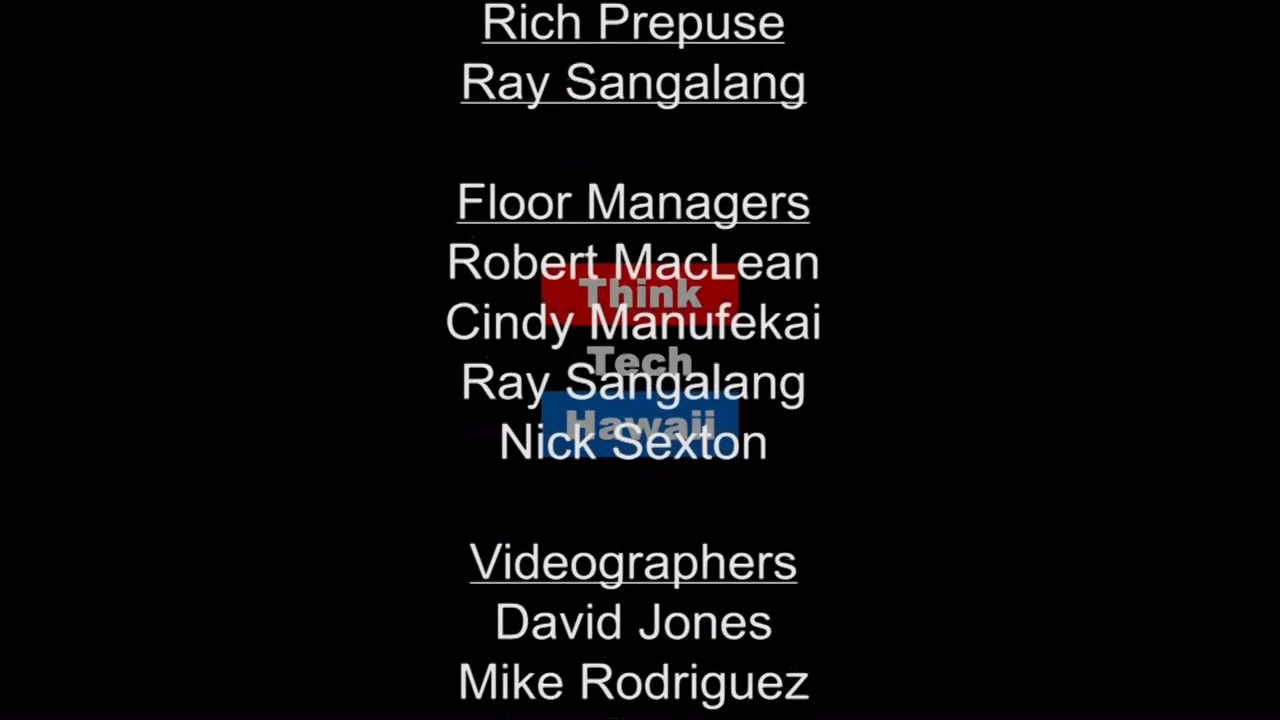 Rich Prepuse
Ray Sangalang
Floor Managers
Robert MacLean
Think
Cindy Manufekai
Tech
Ray Sangalang
Hawaii
Nick Sexton
Videographers
David Jones
Mike Rodriguez